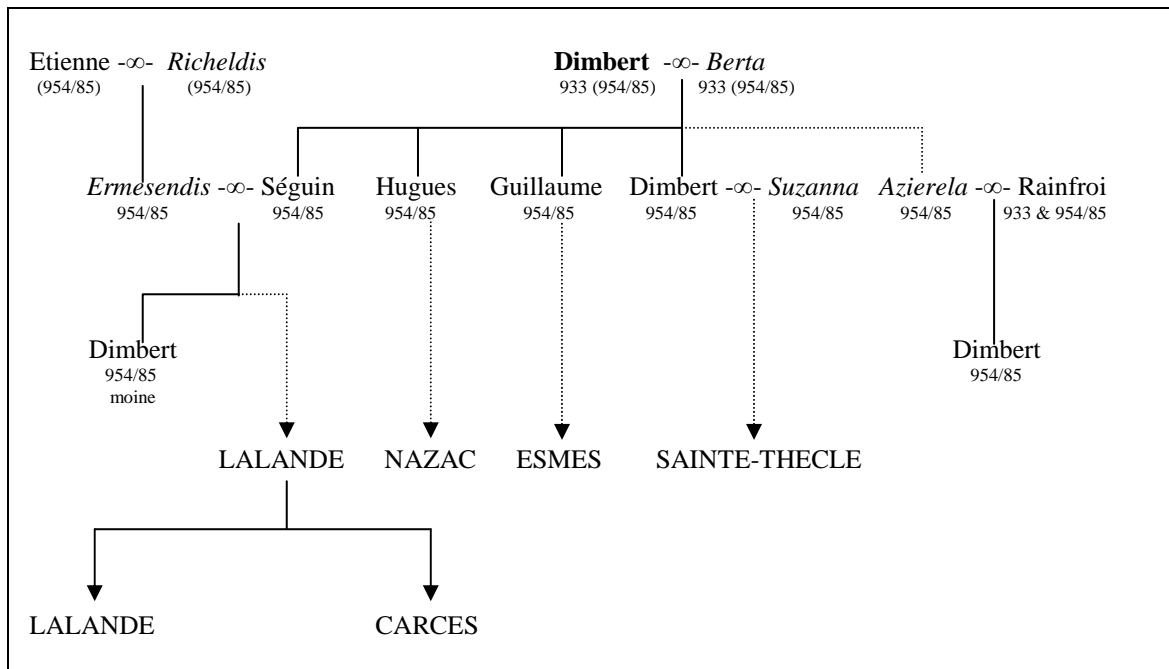 Etienne -∞- Richeldis Dimbert -∞- Berta
(954/85) (954/85) 933 (954/85) 933 (954/85)
Ermesendis -∞- Séguin Hugues Guillaume Dimbert -∞- Suzanna Azierela -∞- Rainfroi
954/85 954/85 954/85 954/85 954/85 954/85 933 & 954/85
Dimbert Dimbert
954/85 954/85
moine
LALANDE NAZAC ESMES SAINTE-THECLE
LALANDE CARCES